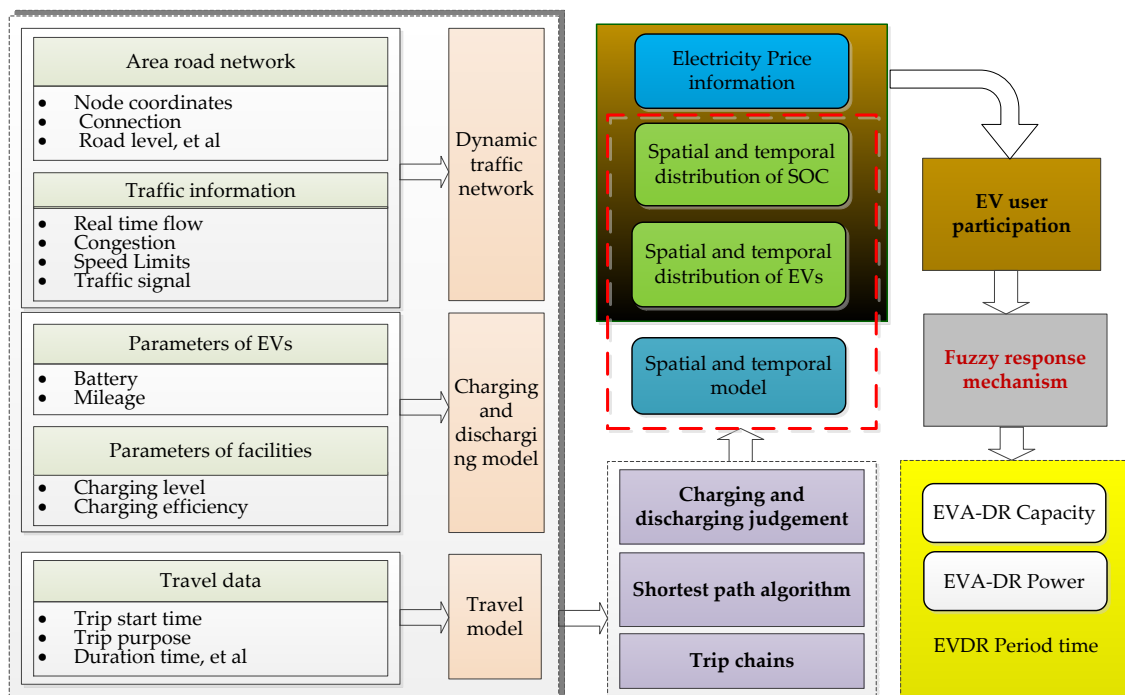 Area road network
• Node coordinates
• Connection
• Road level, et al
Traffic information
• Real time flow
• Congestion
• Speed Limits
• Traffic signal
Dynamic
traffic
network
Parameters of EVs
• Battery
• Mileage
Parameters of facilities
• Charging level
• Charging efficiency
Charging
and
dischargi
ng model
Travel data
• Trip start time
• Trip purpose
• Duration time, et al
Travel
model
Electricity Price
information
Spatial and temporal
distribution of SOC
Spatial and temporal
distribution of EVs
Spatial and temporal
model
Charging and
discharging judgement
Shortest path algorithm
Trip chains
EV user
participation
Fuzzy response
mechanism
EVA-DR Capacity
EVA-DR Power
EVDR Period time